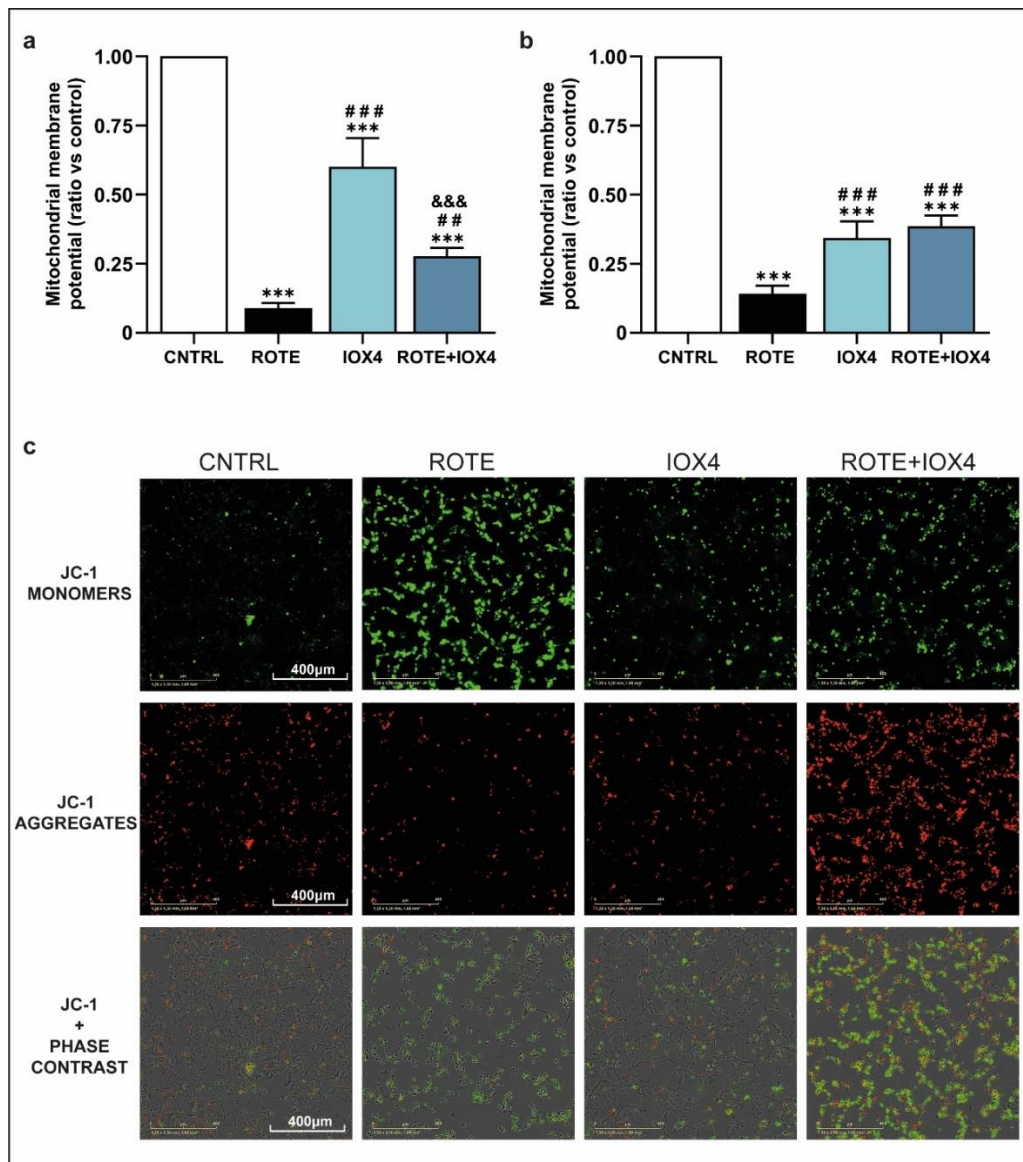 a
Mitochondrial membrane
potential (ratio vs control)
1.00
0.75
0.50
0.25
0
***
###
***
&&&
##
***
CNTRL ROTE IOX4 ROTE+IOX4
b
Mitochondrial membrane
potential (ratio vs control)
1.00
0.75
0.50
0.25
0
***
###
***
###
***
CNTRL ROTE IOX4 ROTE+IOX4
c
CNTRL ROTE IOX4 ROTE+IOX4
JC-1
MONOMERS
400µm
JC-1
AGGREGATES
400µm
JC-1
+
PHASE
CONTRAST
400µm